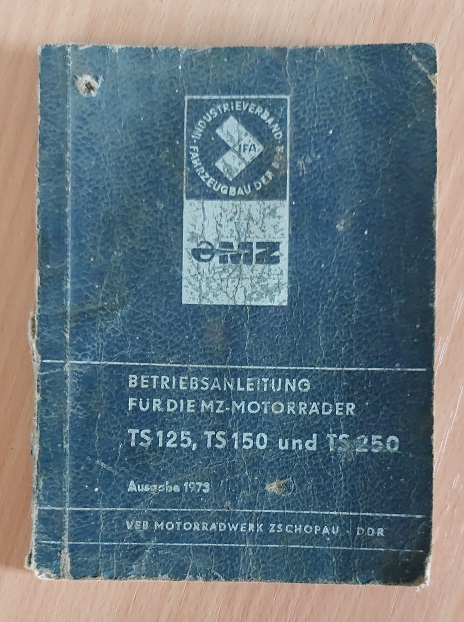 INDUSTRIEVERBAND
FAHRZEUGBAU DER DDR
IFA
MZ
BETRIEBSANLEITUNG
FÜR DIE MZ-MOTORRÄDER
TS 125, TS 150 und TS 250
Ausgabe 1973
VEB MOTORRADWERK ZSCHOPAU · DDR